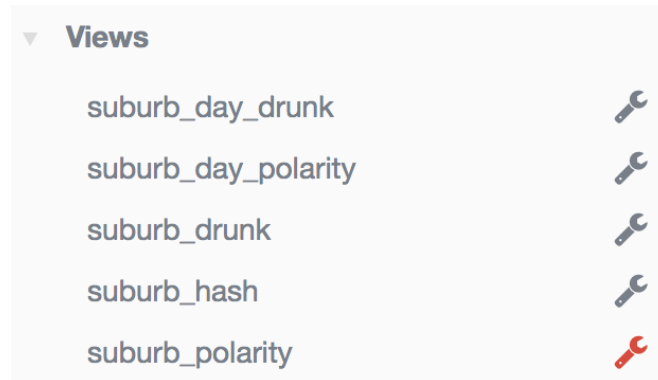 Views
suburb_day_drunk
suburb_day_polarity
suburb_drunk
suburb_hash
suburb_polarity